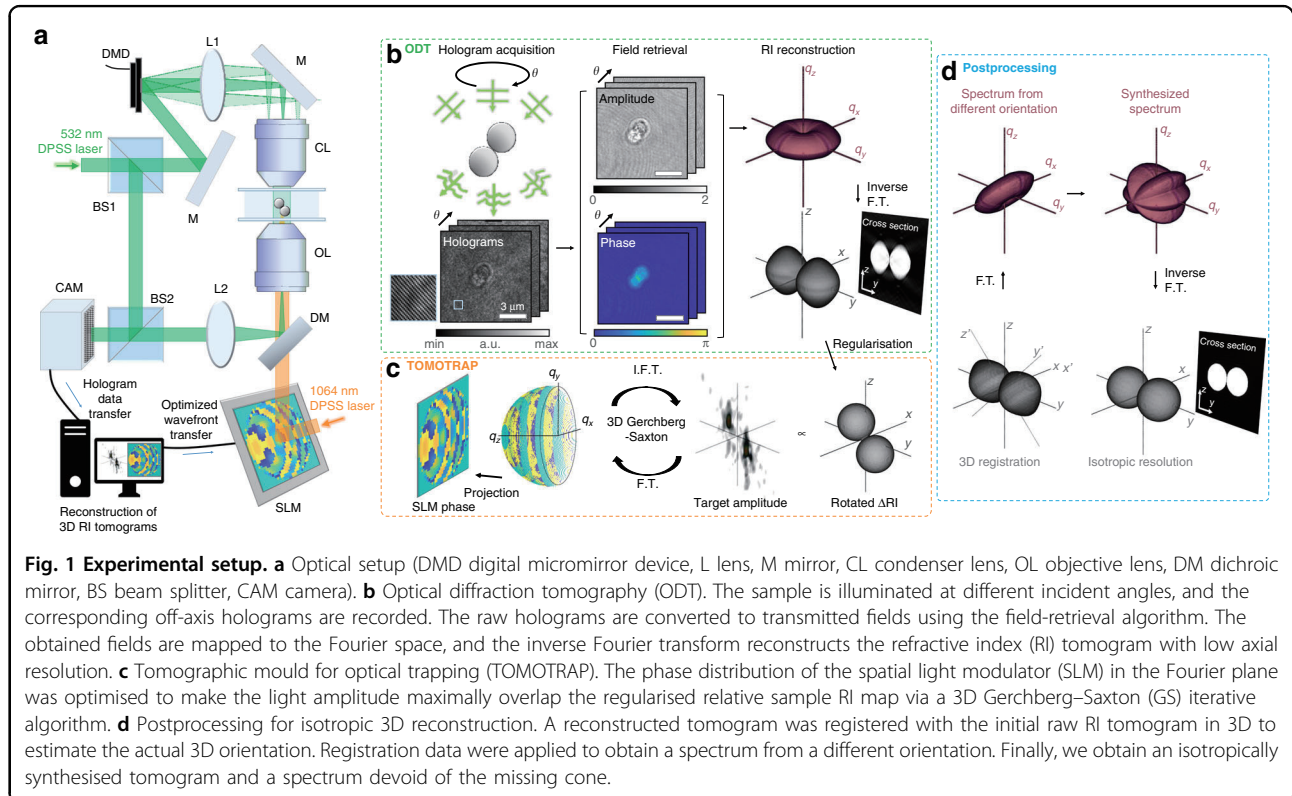 a
DMD
L1
M
532 nm
DPSS laser
CL
BS1
M
OL
CAM
BS2
L2
DM
Hologram
data
transfer
Optimized
wavefront
transfer
1064 nm
DPSS laser
Reconstruction of
3D RI tomograms
SLM
b
ODT
Hologram acquisition
θ
Field retrieval
θ
Amplitude
0
2
RI reconstruction
q_z
q_x
q_y
Inverse
F.T.
θ
Holograms
3 µm
min
a.u.
max
θ
Phase
0
π
z
x
y
Cross section
z
y
Regularisation
c
TOMOTRAP
SLM phase
Projection
q_y
q_x
q_z
I.F.T.
3D Gerchberg
-Saxton
F.T.
Target amplitude
∝
z
x
y
Rotated ΔRI
d
Postprocessing
Spectrum from
different orientation
q_z
q_x
q_y
Synthesized
spectrum
q_z
q_x
q_y
F.T.
Inverse
F.T.
z'
z
y'
x x'
y
3D registration
z
x
y
Isotropic resolution
Cross section
z
y
Fig. 1 Experimental setup. a Optical setup (DMD digital micromirror device, L lens, M mirror, CL condenser lens, OL objective lens, DM dichroic
mirror, BS beam splitter, CAM camera). b Optical diffraction tomography (ODT). The sample is illuminated at different incident angles, and the
corresponding off-axis holograms are recorded. The raw holograms are converted to transmitted fields using the field-retrieval algorithm. The
obtained fields are mapped to the Fourier space, and the inverse Fourier transform reconstructs the refractive index (RI) tomogram with low axial
resolution. c Tomographic mould for optical trapping (TOMOTRAP). The phase distribution of the spatial light modulator (SLM) in the Fourier plane
was optimised to make the light amplitude maximally overlap the regularised relative sample RI map via a 3D Gerchberg–Saxton (GS) iterative
algorithm. d Postprocessing for isotropic 3D reconstruction. A reconstructed tomogram was registered with the initial raw RI tomogram in 3D to
estimate the actual 3D orientation. Registration data were applied to obtain a spectrum from a different orientation. Finally, we obtain an isotropically
synthesised tomogram and a spectrum devoid of the missing cone.